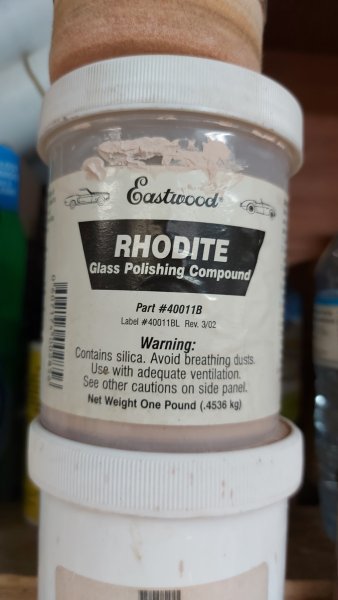 Eastwood®
RHODITE
Glass Polishing Compound
Part #40011B
Label #40011BL Rev. 3/02
Warning:
Contains silica. Avoid breathing dusts.
Use with adequate ventilation.
See other cautions on side panel.
Net Weight One Pound (.4536 kg)